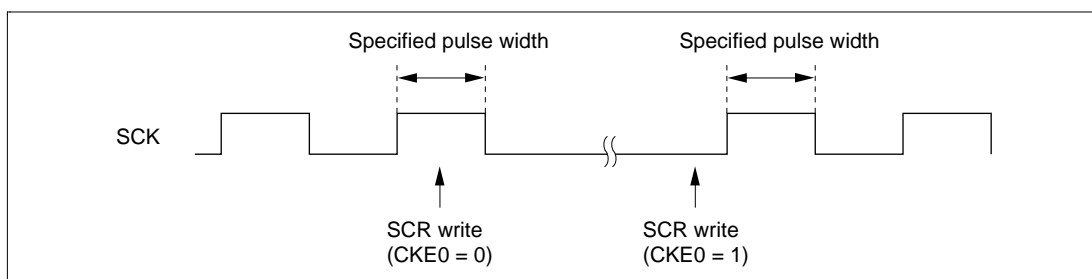 Specified pulse width
Specified pulse width
SCK
SCR write
(CKE0 = 0)
SCR write
(CKE0 = 1)